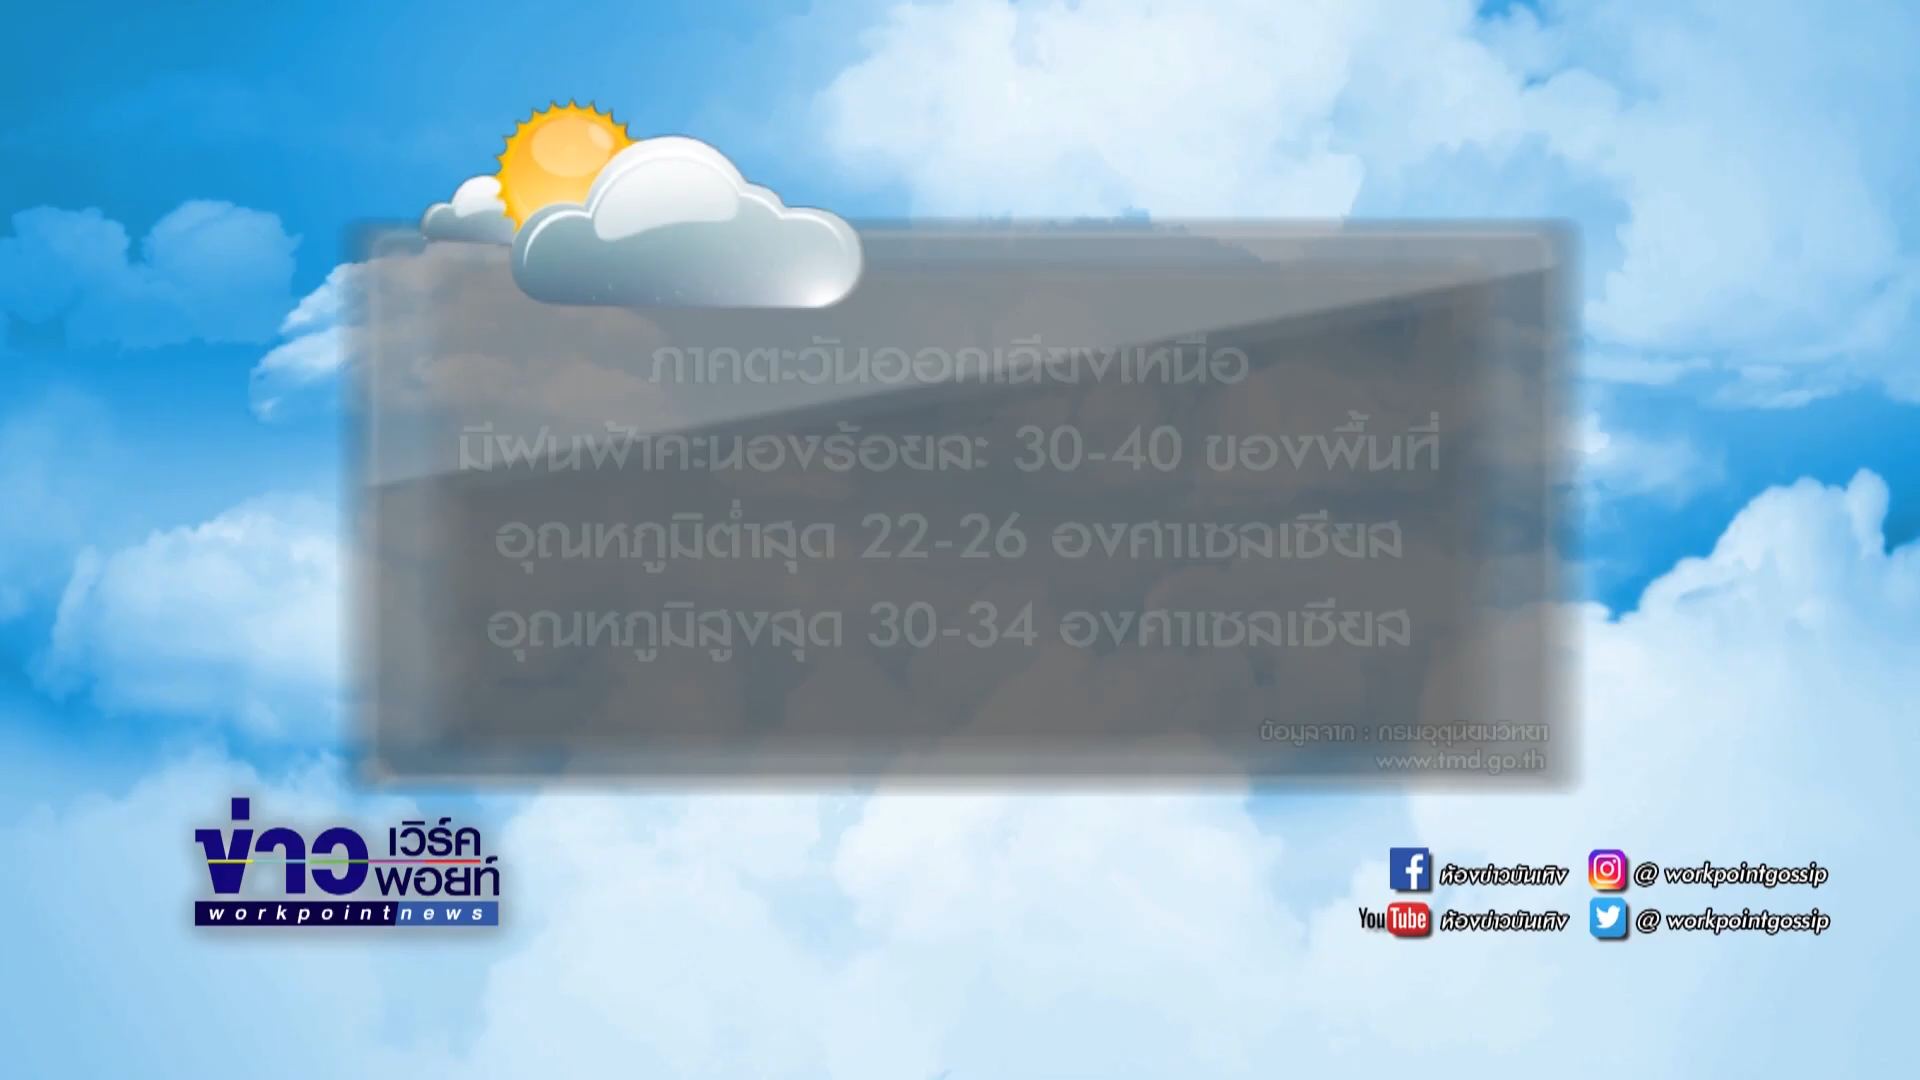 ภาคตะวันออกเฉียงเหนือ
มีฝนฟ้าคะนองร้อยละ 30-40 ของพื้นที่
อุณหภูมิต่ำสุด 22-26 องศาเซลเซียส
อุณหภูมิสูงสุด 30-34 องศาเซลเซียส
ข้อมูลจาก : กรมอุตุนิยมวิทยา
www.tmd.go.th
ข่าว เวิร์คพอยท์
workpointnews
ห้องข่าวบันเทิง @ workpointgossip
YouTube ห้องข่าวบันเทิง @ workpointgossip